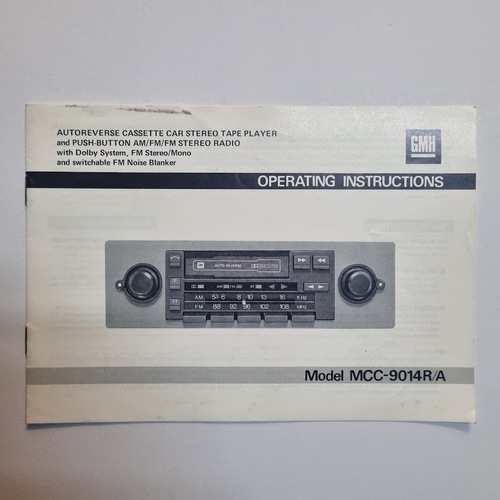 AUTOREVERSE CASSETTE CAR STEREO TAPE PLAYER
and PUSH-BUTTON AM/FM/FM STEREO RADIO
with Dolby System, FM Stereo/Mono
and switchable FM Noise Blanker
GMH
OPERATING INSTRUCTIONS
AUTO REVERSE
AM 5½ 6 8 10 13 16 KHz
FM 88 92 96 102 108 MHz
Model MCC-9014R/A